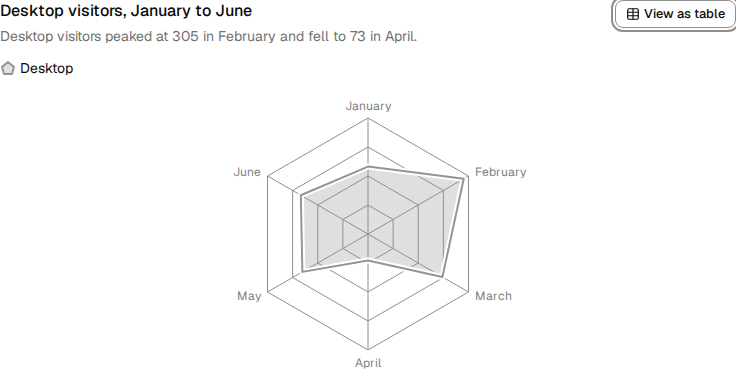 Desktop visitors, January to June
View as table
Desktop visitors peaked at 305 in February and fell to 73 in April.
Desktop
January
June
February
May
March
April